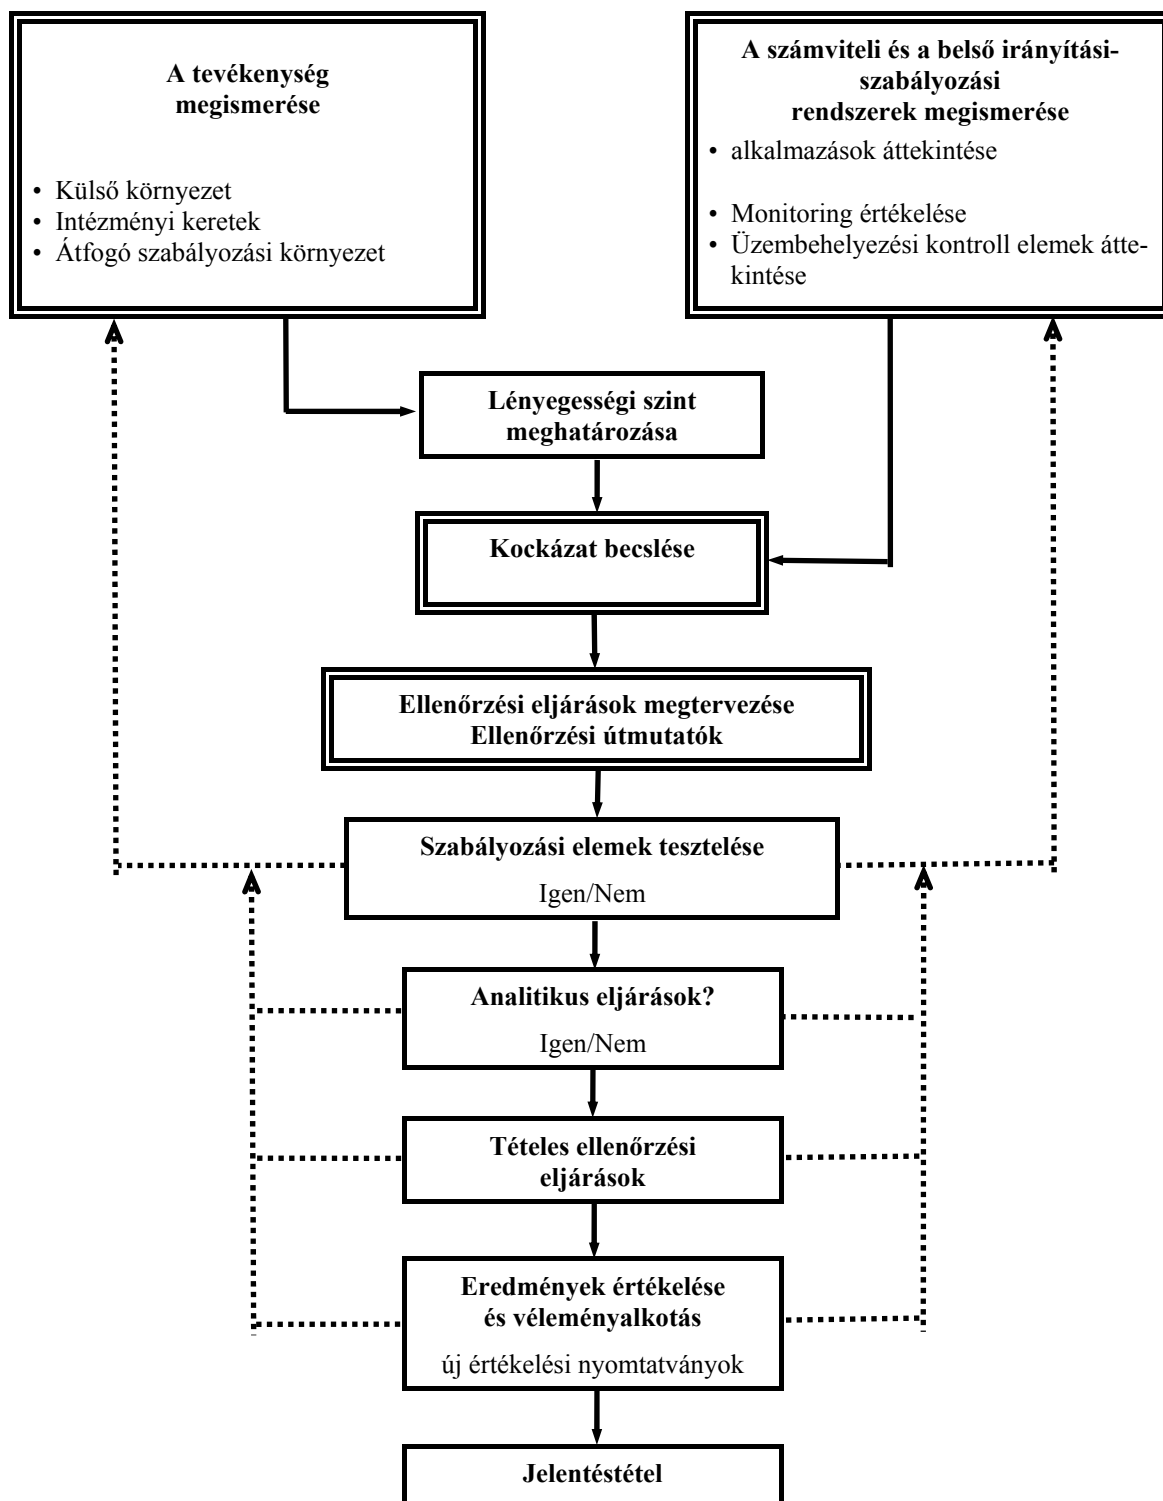 A tevékenység
megismerése
• Külső környezet
• Intézményi keretek
• Átfogó szabályozási környezet
A számviteli és a belső irányítási-
szabályozási
rendszerek megismerése
• alkalmazások áttekintése
• Monitoring értékelése
• Üzembehelyezési kontroll elemek átte-
kintése
Lényegességi szint
meghatározása
Kockázat becslése
Ellenőrzési eljárások megtervezése
Ellenőrzési útmutatók
Szabályozási elemek tesztelése
Igen/Nem
Analitikus eljárások?
Igen/Nem
Tételes ellenőrzési
eljárások
Eredmények értékelése
és véleményalkotás
új értékelési nyomtatványok
Jelentéstétel